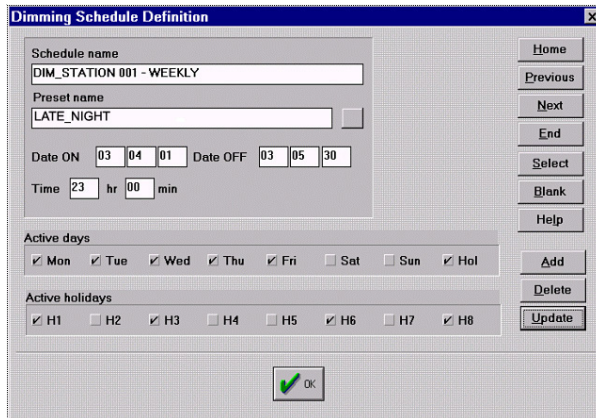 Dimming Schedule Definition
Schedule name
DIM_STATION 001 - WEEKLY
Preset name
LATE_NIGHT
Date ON 03 04 01 Date OFF 03 05 30
Time 23 hr 00 min
Active days
Mon Tue Wed Thu Fri Sat Sun Hol
Active holidays
H1 H2 H3 H4 H5 H6 H7 H8
OK
Home
Previous
Next
End
Select
Blank
Help
Add
Delete
Update